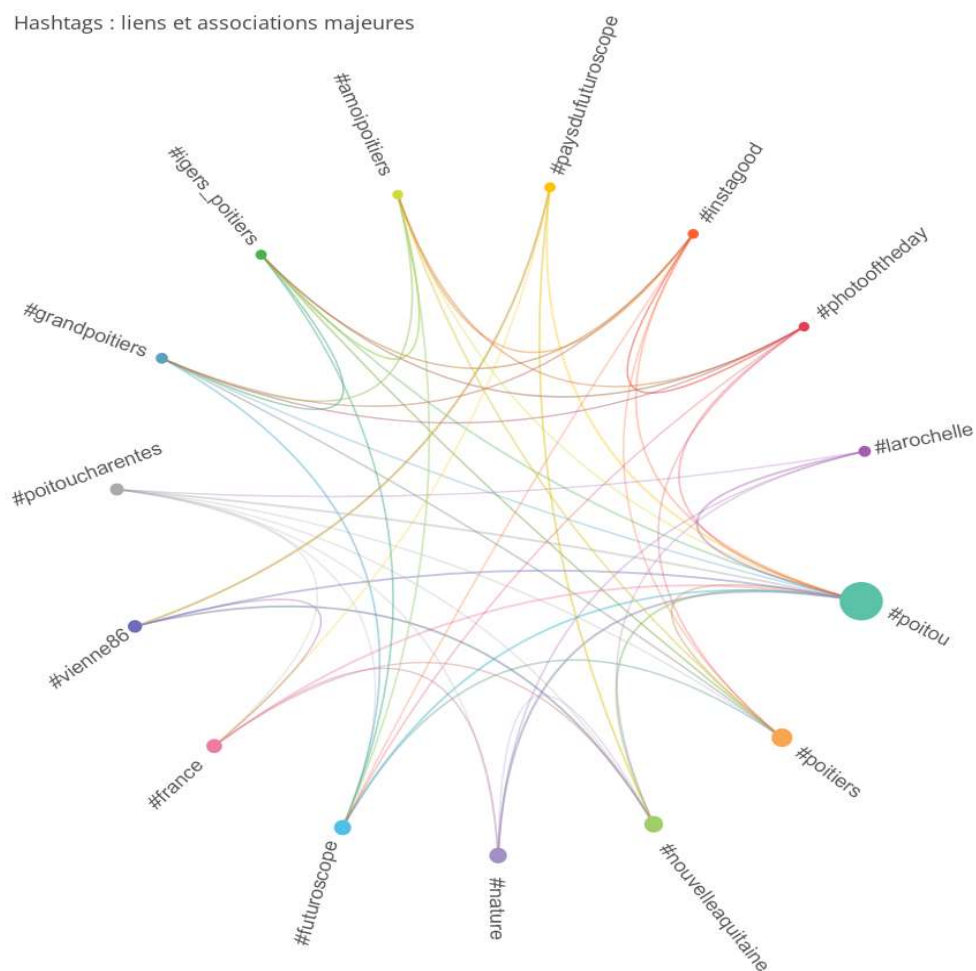 Hashtags : liens et associations majeures
#amoipoitiers
#paysdufuturoscope
#igers_poitiers
#instagood
#grandpoitiers
#photooftheday
#poitoucharentes
#larochelle
#vienne86
#poitou
#france
#poitiers
#futuroscope
#nature
#nouvelleaquitaine